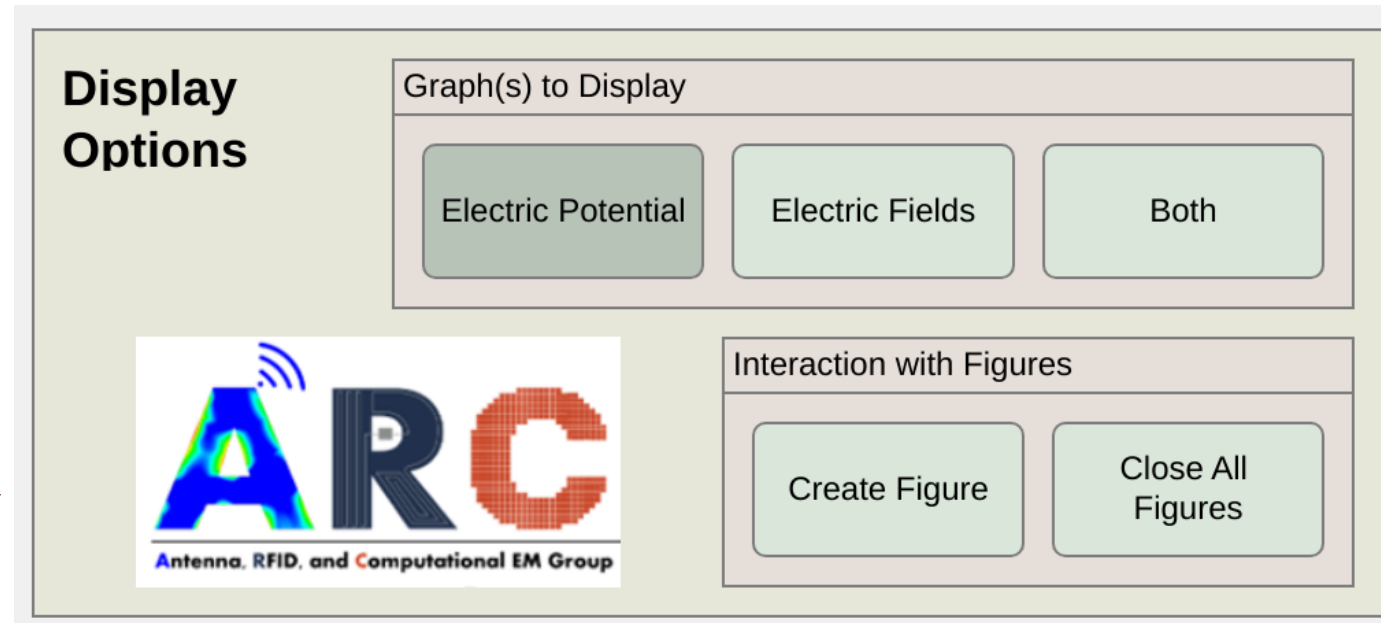 Display
Options
Graph(s) to Display
Electric Potential
Electric Fields
Both
ARC
Antenna, RFID, and Computational EM Group
Interaction with Figures
Create Figure
Close All
Figures